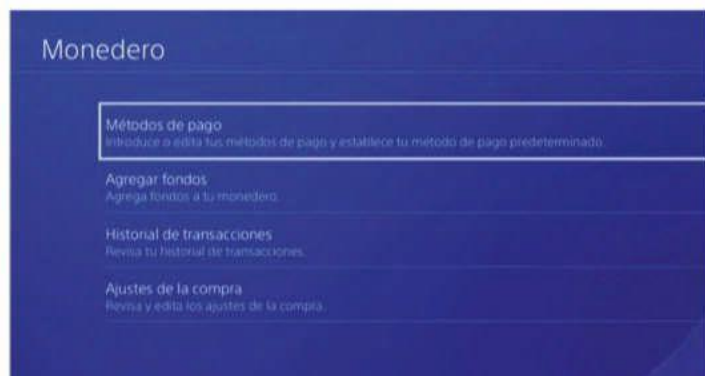 Monedero
Métodos de pago
Introduce o edita tus métodos de pago y establece tu método de pago predeterminado.
Agregar fondos
Agrega fondos a tu monedero.
Historial de transacciones
Revisa tu historial de transacciones.
Ajustes de la compra
Revisa y edita los ajustes de la compra.